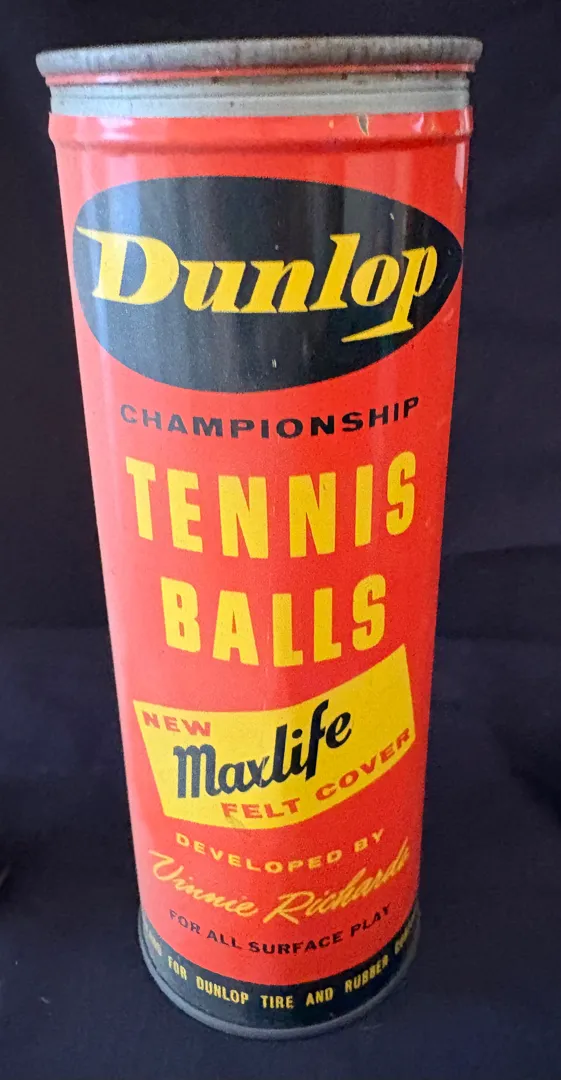 Dunlop
CHAMPIONSHIP
TENNIS
BALLS
NEW
Maxlife
FELT COVER
DEVELOPED BY
Vinnie Richards
FOR ALL SURFACE PLAY
FOR DUNLOP TIRE AND RUBBER